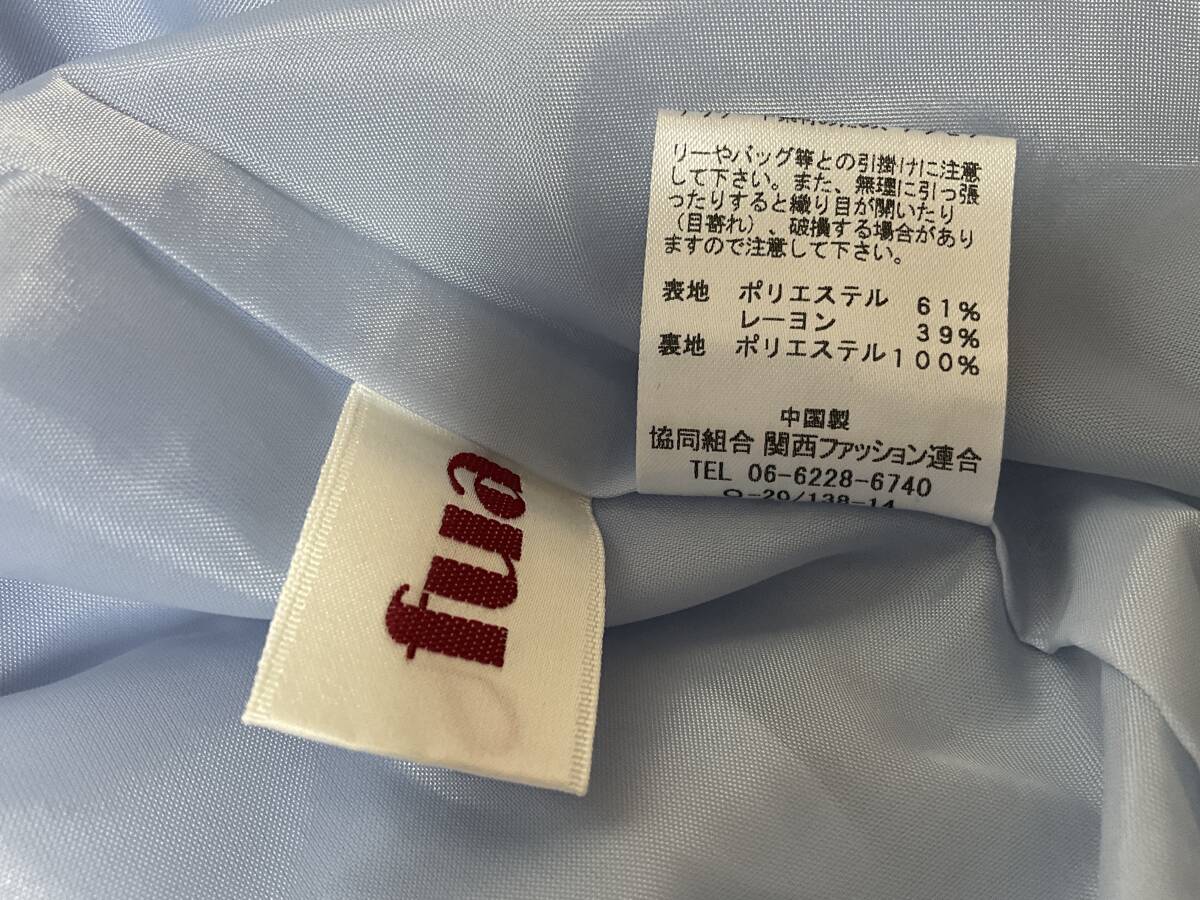 リーやバッグ等との引掛けに注意
して下さい。また、無理に引っ張
ったりすると織り目が開いたり
(目寄れ)、破損する場合があり
ますので注意して下さい。
表地 ポリエステル 61%
レーヨン 39%
裏地 ポリエステル100%
中国製
協同組合 関西ファッション連合
TEL 06-6228-6740
-20/138-14
fua